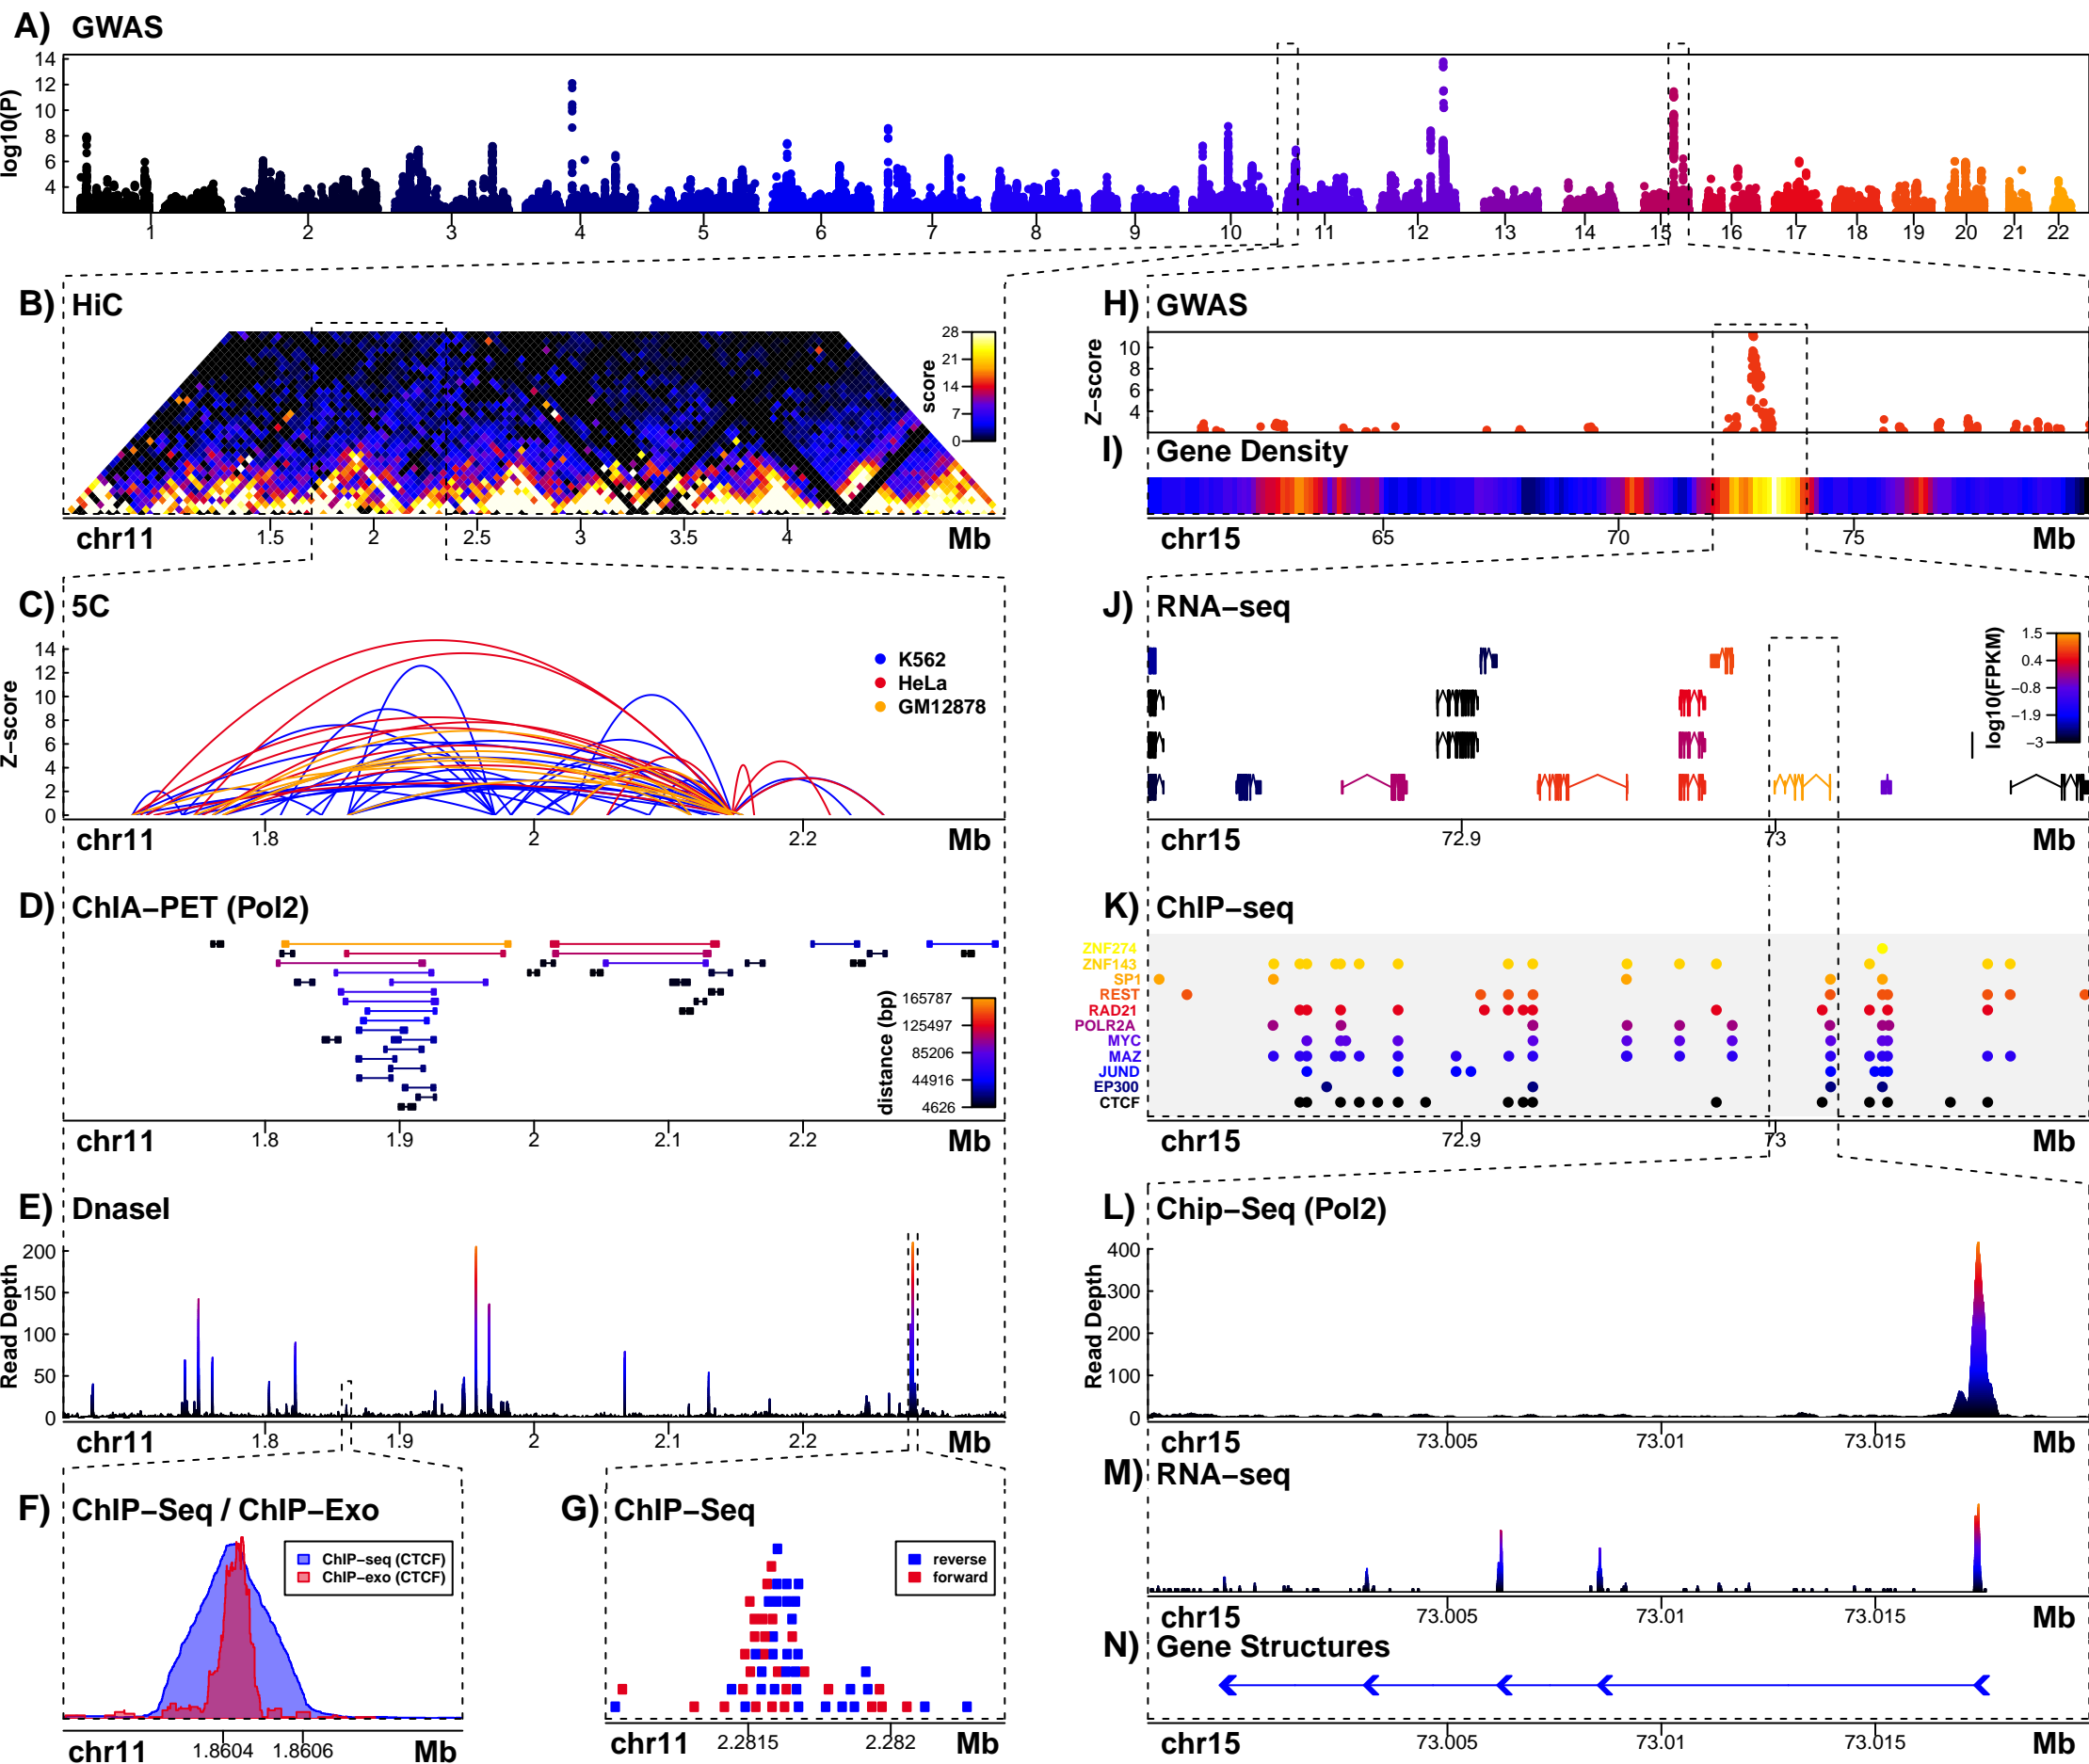 A) GWAS
log10(P)
14
12
10
8
6
4
1 2 3 4 5 6 7 8 9 10 11 12 13 14 15 16 17 18 19 20 21 22
B) HiC
score
28
21
14
7
0
chr11 1.5 2 2.5 3 3.5 4 Mb
C) 5C
Z−score
14
12
10
8
6
4
2
0
K562
HeLa
GM12878
chr11 1.8 2 2.2 Mb
D) ChIA−PET (Pol2)
distance (bp)
165787
125497
85206
44916
4626
chr11 1.8 1.9 2 2.1 2.2 Mb
E) DnaseI
Read Depth
200
150
100
50
0
chr11 1.8 1.9 2 2.1 2.2 Mb
F) ChIP−Seq / ChIP−Exo
ChIP−seq (CTCF)
ChIP−exo (CTCF)
chr11 1.8604 1.8606 Mb
G) ChIP−Seq
reverse
forward
chr11 2.2815 2.282 Mb
H) GWAS
Z−score
10
8
6
4
I) Gene Density
chr15 65 70 75 Mb
J) RNA−seq
log10(FPKM)
1.5
0.4
−0.8
−1.9
−3
chr15 72.9 73 Mb
K) ChIP−seq
ZNF274
ZNF143
SP1
REST
RAD21
POLR2A
MYC
MAZ
JUND
EP300
CTCF
chr15 72.9 73 Mb
L) Chip−Seq (Pol2)
Read Depth
400
300
200
100
0
chr15 73.005 73.01 73.015 Mb
M) RNA−seq
chr15 73.005 73.01 73.015 Mb
N) Gene Structures
chr15 73.005 73.01 73.015 Mb